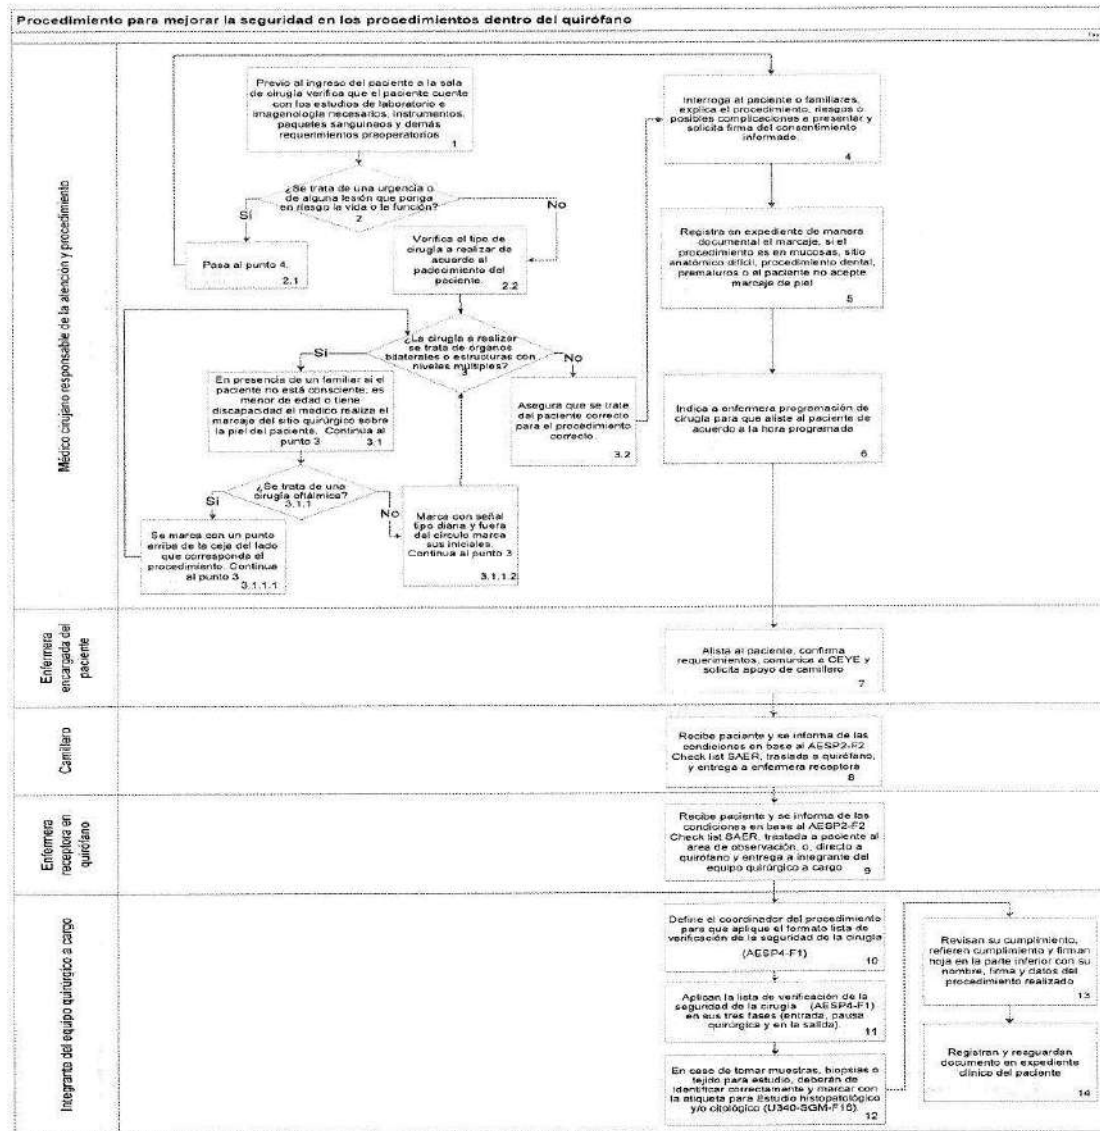 Procedimiento para mejorar la seguridad en los procedimientos dentro del quirófano
Médico cirujano responsable de la atención y procedimiento
Previo al ingreso del paciente a la sala
de cirugía verifica que el paciente cuente
con los estudios de laboratorio e
imagenología necesarios, instrumentos,
paquetes sanguíneos y demás
requerimientos preoperatorios
1
¿Se trata de una urgencia o
de alguna lesión que ponga
en riesgo la vida o la función?
2
Sí
No
Pasa al punto 4.
2.1
Verifica el tipo de
cirugía a realizar de
acuerdo al
padecimiento del
paciente.
2.2
¿La cirugía a realizar
se trata de órganos
bilaterales o estructuras con
niveles múltiples?
3
Sí
No
En presencia de un familiar si el
paciente no está consciente, es
menor de edad o tiene
discapacidad el médico realiza el
marcaje del sitio quirúrgico sobre
la piel del paciente. Continua al
punto 3
3.1
Asegura que se trate
del paciente correcto
para el procedimiento
correcto.
3.2
¿Se trata de una
cirugía oftálmica?
3.1.1
Sí
No
Se marca con un punto
arriba de la ceja del lado
que corresponda el
procedimiento. Continua
al punto 3
3.1.1.1
Marca con señal
tipo diana y fuera
del círculo marca
sus iniciales.
Continua al punto 3
3.1.1.2
Interroga al paciente o familiares,
explica el procedimiento, riesgos o
posibles complicaciones a presentar y
solicita firma del consentimiento
informado.
4
Registra en expediente de manera
documental el marcaje, si el
procedimiento es en mucosas, sitio
anatómico difícil, procedimiento dental,
prematuros o el paciente no acepte
marcaje de piel
5
Indica a enfermera programación de
cirugía para que aliste al paciente de
acuerdo a la hora programada
6
Enfermera
encargada del
paciente
Alista al paciente, confirma
requerimientos, comunica a CEYE y
solicita apoyo de camillero
7
Camillero
Recibe paciente y se informa de las
condiciones en base al AESP2-F2
Check list SAER, traslada a quirófano,
y entrega a enfermera receptora
8
Enfermera
receptora en
quirófano
Recibe paciente y se informa de las
condiciones en base al AESP2-F2
Check list SAER, traslada a paciente al
área de observación, o, directo a
quirófano y entrega a integrante del
equipo quirúrgico a cargo
9
Integrante del equipo quirúrgico a cargo
Define el coordinador del procedimiento
para que aplique el formato lista de
verificación de la seguridad de la cirugía
(AESP4-F1)
10
Aplican la lista de verificación de la
seguridad de la cirugía (AESP4-F1)
en sus tres fases (entrada, pausa
quirúrgica y en la salida).
11
En caso de tomar muestras, biopsias o
tejido para estudio, deberán de
identificar correctamente y marcar con
la etiqueta para Estudio histopatológico
y/o citológico (U340-SGM-F16).
12
Revisan su cumplimiento,
refieren cumplimiento y firman
hoja en la parte inferior con su
nombre, firma y datos del
procedimiento realizado
13
Registran y resguardan
documento en expediente
clínico del paciente
14